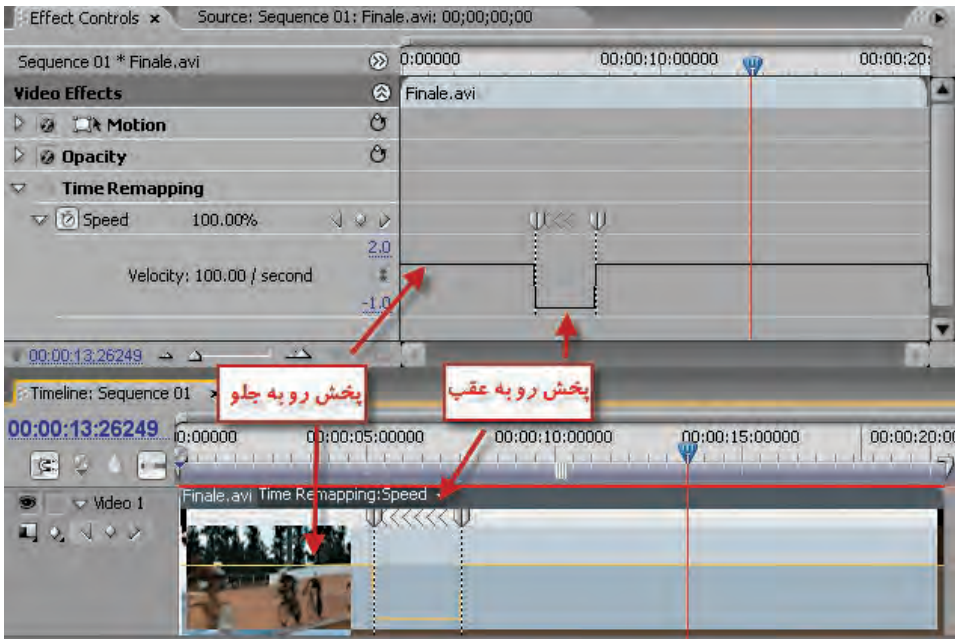 Effect Controls × Source: Sequence 01: Finale.avi: 00;00;00;00
Sequence 01 * Finale.avi 0:00000 00:00:10:00000 00:00:20:
Video Effects Finale.avi
Motion
Opacity
Time Remapping
Speed 100.00%
2.0
Velocity: 100.00 / second
-1.0
00:00:13:26249
پخش رو به جلو
پخش رو به عقب
Timeline: Sequence 01 ×
00:00:13:26249 0:00000 00:00:05:00000 00:00:10:00000 00:00:15:00000 00:00:20:00
Video 1 Finale.avi Time Remapping:Speed